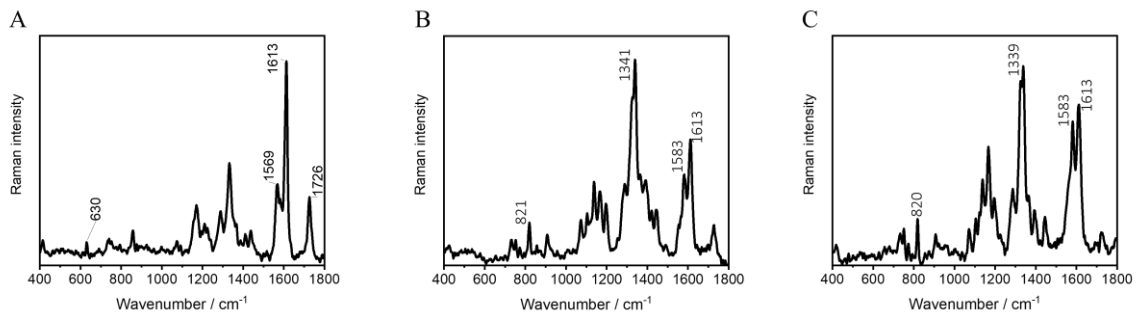 A
Raman intensity
630
1569
1613
1726
400 600 800 1000 1200 1400 1600 1800
Wavenumber / cm⁻¹
B
Raman intensity
821
1341
1583
1613
400 600 800 1000 1200 1400 1600 1800
Wavenumber / cm⁻¹
C
Raman intensity
820
1339
1583
1613
400 600 800 1000 1200 1400 1600 1800
Wavenumber / cm⁻¹